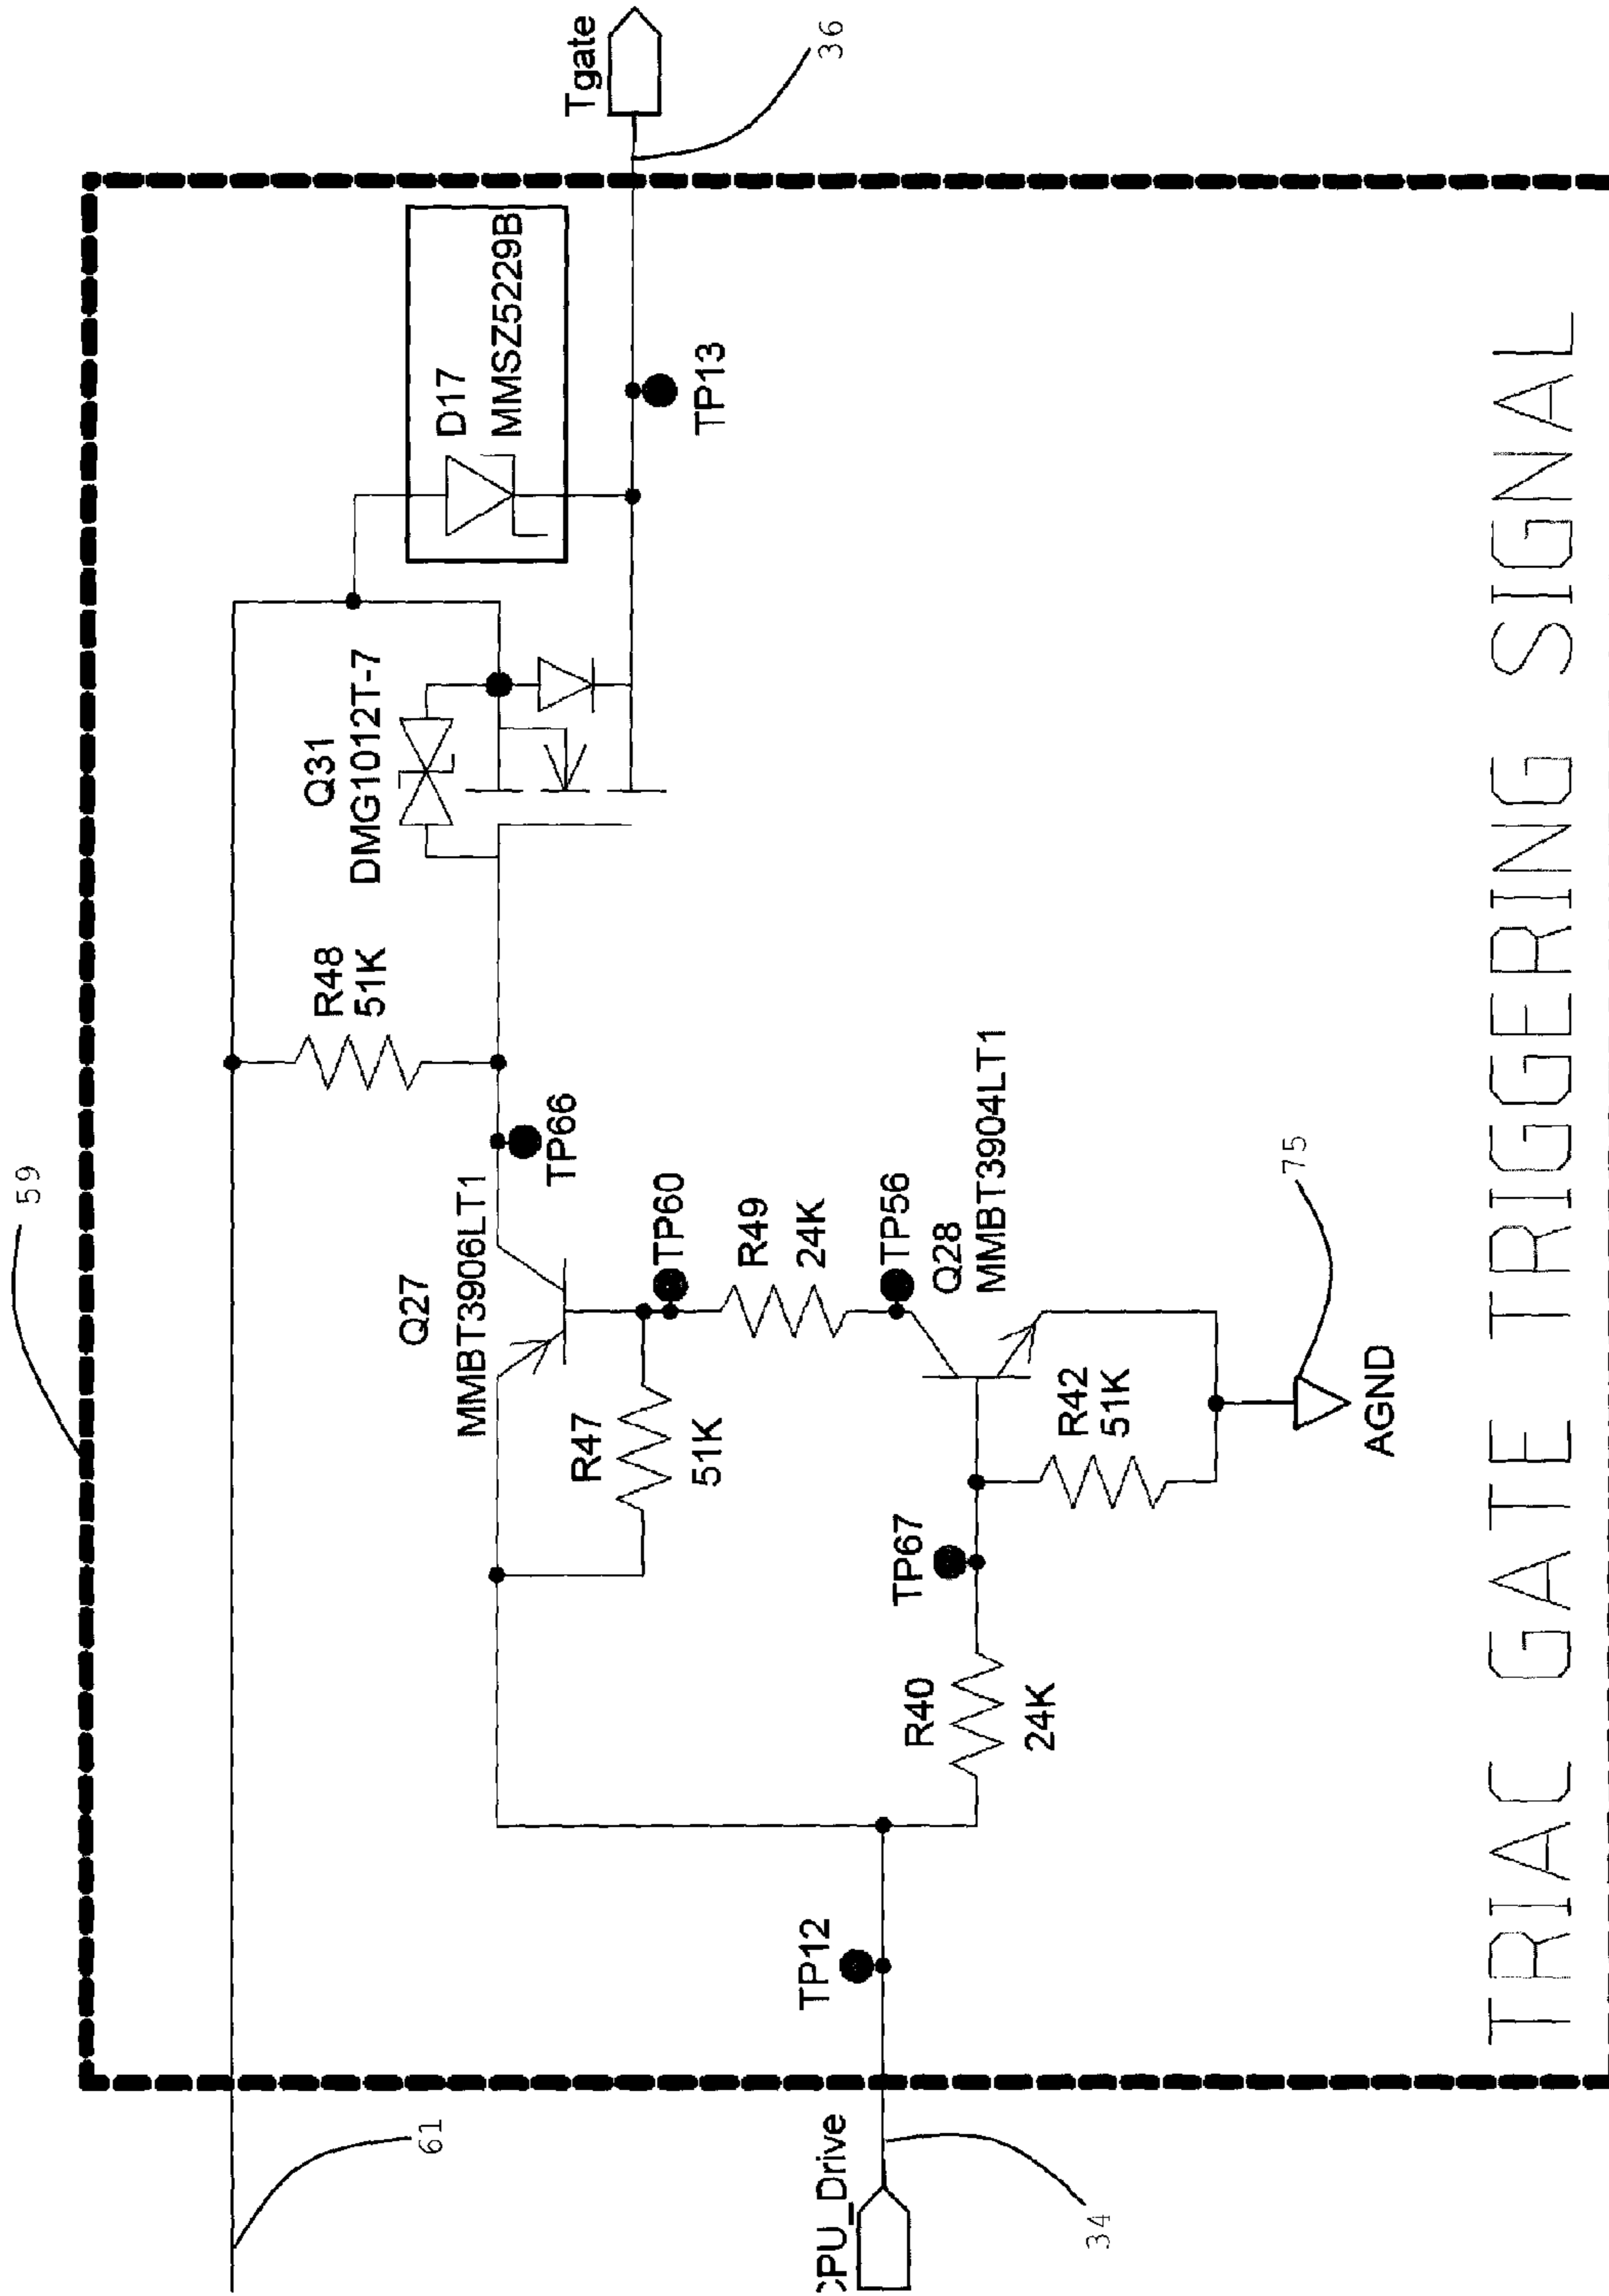 59
61
R48
51K
Q31
DMG1012T-7
D17
MMSZ5229B
Tgate
36
TP13
Q27
MMBT3906LT1
TP66
R47
51K
TP60
R49
24K
TP56
Q28
MMBT3904LT1
TP12
CPU_Drive
34
R40
24K
TP67
R42
51K
75
AGND
TRIAC GATE TRIGGERING SIGNAL